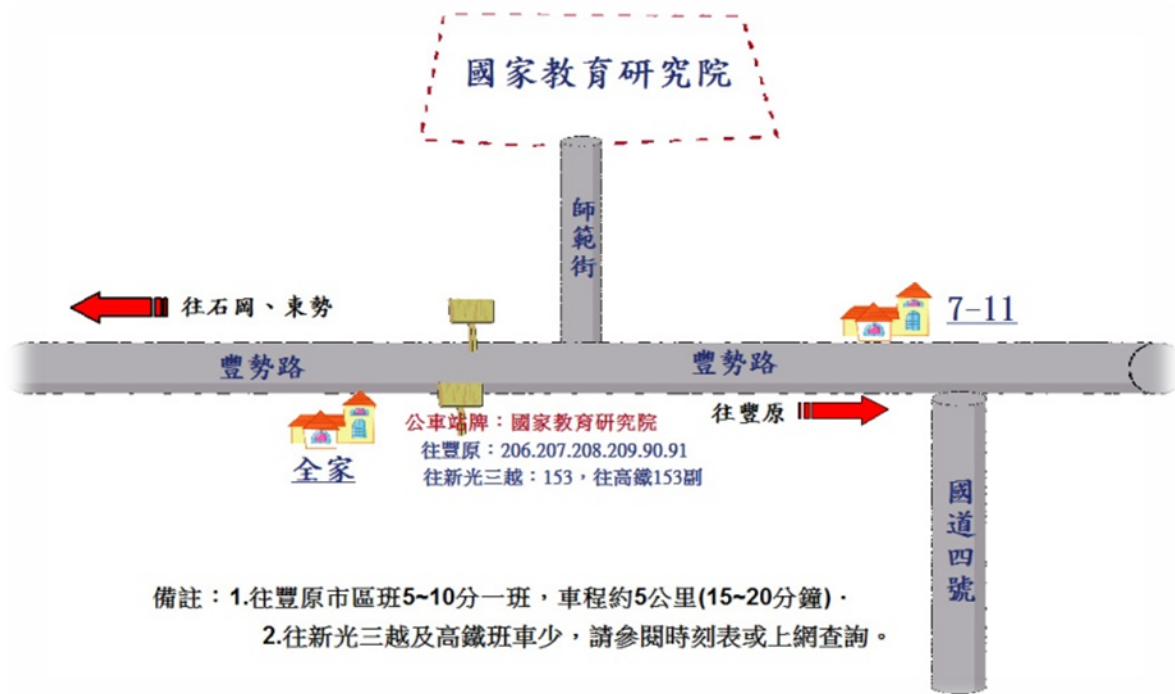 國家教育研究院
師範街
往石岡、東勢
7-11
豐勢路
豐勢路
往豐原
全家
公車站牌：國家教育研究院
往豐原：206.207.208.209.90.91
往新光三越：153，往高鐵153副
國道四號
備註：1.往豐原市區班5~10分一班，車程約5公里(15~20分鐘)．
2.往新光三越及高鐵班車少，請參閱時刻表或上網查詢。